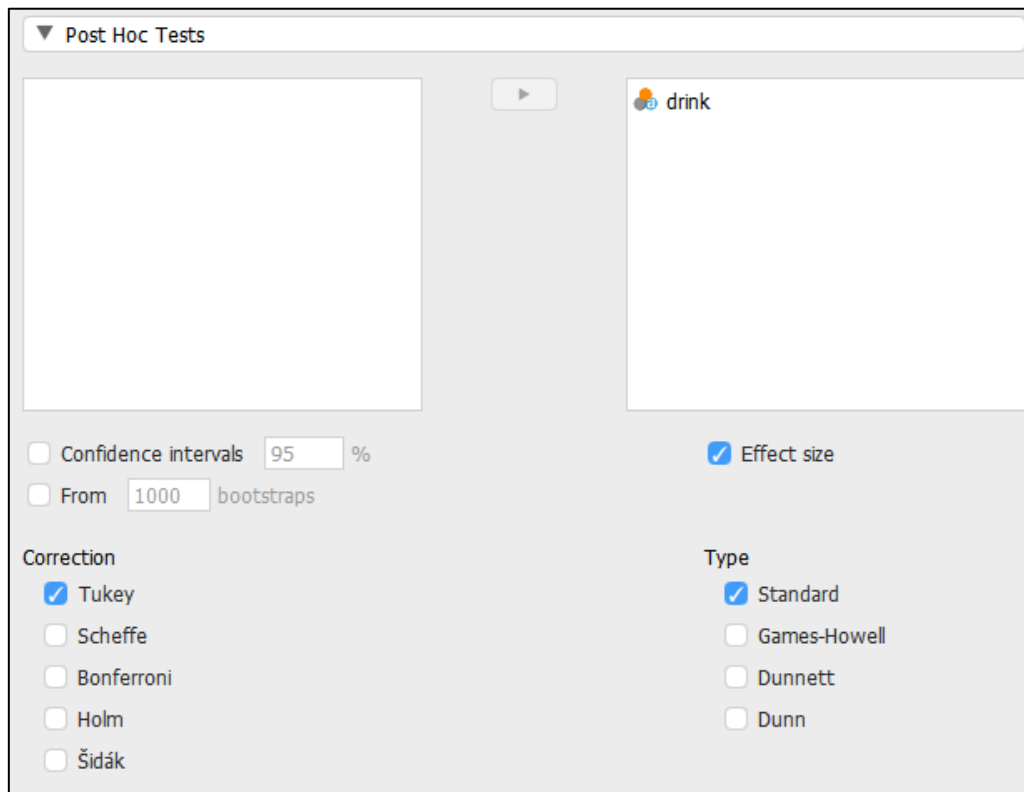 Post Hoc Tests
drink
Confidence intervals 95 %
Effect size
From 1000 bootstraps
Correction
Tukey
Scheffe
Bonferroni
Holm
Šidák
Type
Standard
Games-Howell
Dunnett
Dunn